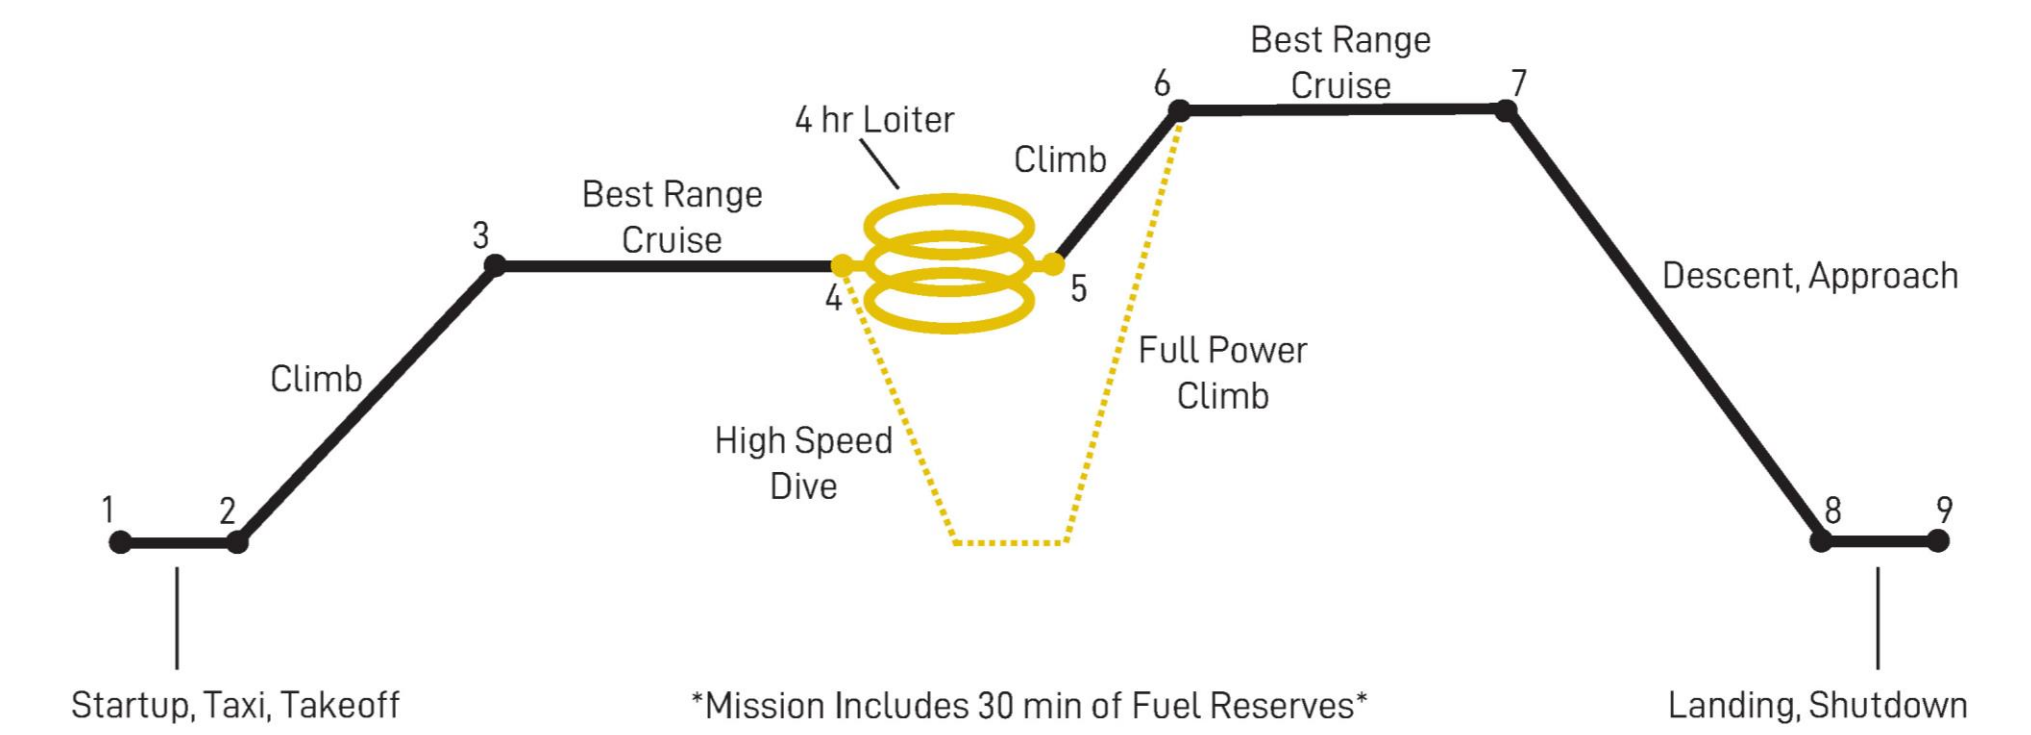 Best Range
Cruise
6
7
4 hr Loiter
Climb
Best Range
Cruise
3
4
5
Descent, Approach
Full Power
Climb
Climb
High Speed
Dive
1
2
8
9
Startup, Taxi, Takeoff
*Mission Includes 30 min of Fuel Reserves*
Landing, Shutdown